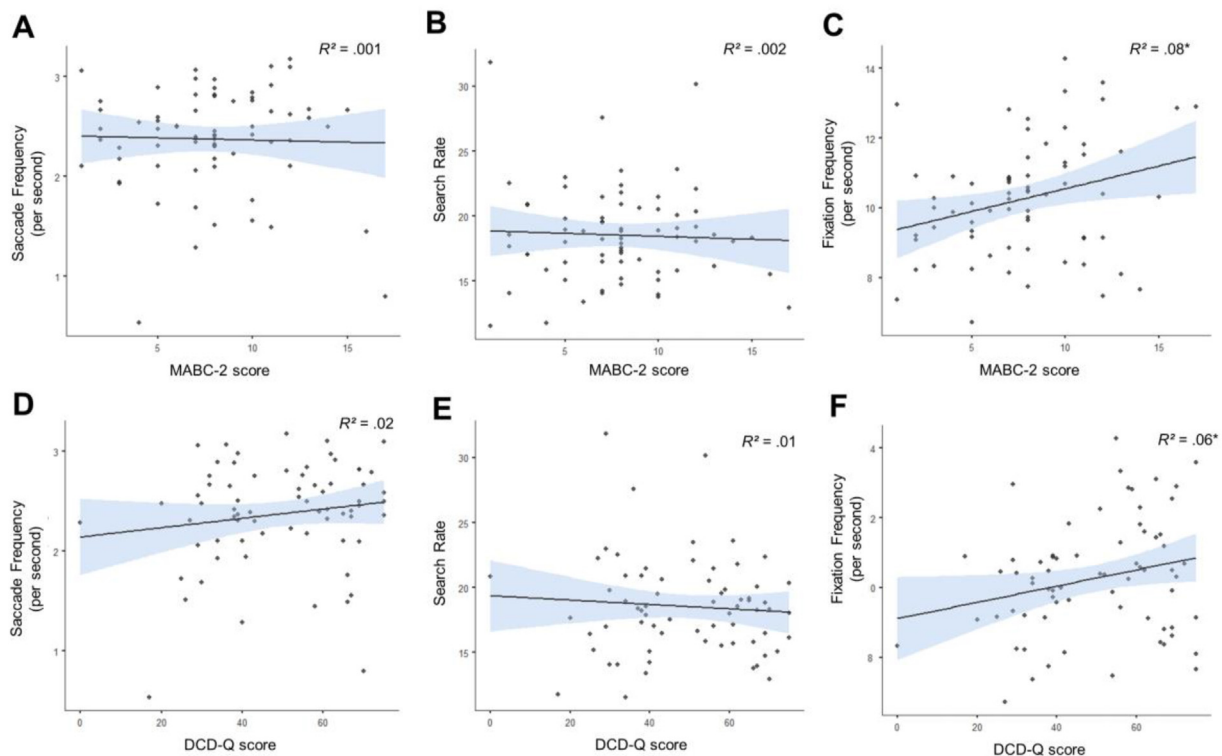 A
R² = .001
3
2
1
Saccade Frequency
(per second)
5
10
15
MABC-2 score
B
R² = .002
30
25
20
15
Search Rate
5
10
15
MABC-2 score
C
R² = .08*
14
12
10
8
Fixation Frequency
(per second)
5
10
15
MABC-2 score
D
R² = .02
3
2
1
Saccade Frequency
(per second)
0
20
40
60
DCD-Q score
E
R² = .01
30
25
20
15
Search Rate
0
20
40
60
DCD-Q score
F
R² = .06*
4
2
0
8
Fixation Frequency
(per second)
0
20
40
60
DCD-Q score